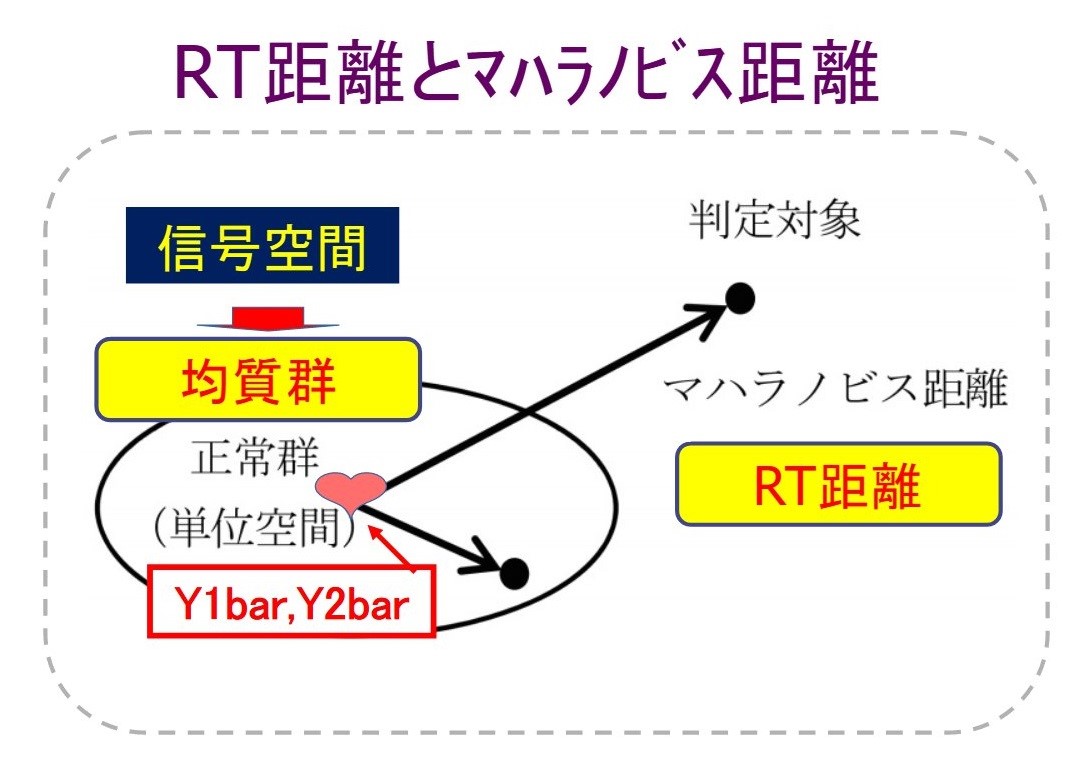 RT距離とﾏﾊﾗﾉﾋﾞｽ距離
信号空間
均質群
正常群
（単位空間）
Y1bar,Y2bar
判定対象
マハラノビス距離
RT距離